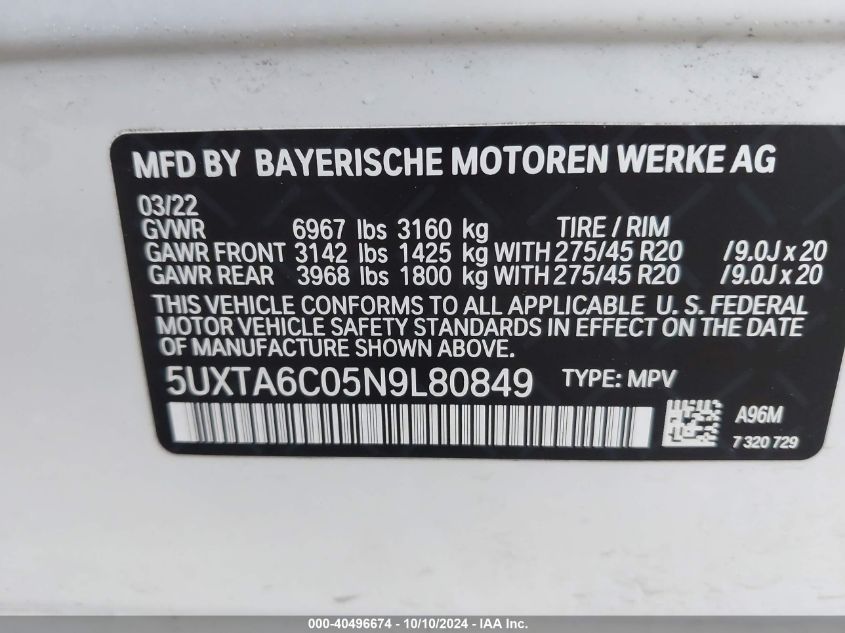 MFD BY BAYERISCHE MOTOREN WERKE AG
03/22
GVWR 6967 lbs 3160 kg TIRE / RIM
GAWR FRONT 3142 lbs 1425 kg WITH 275/45 R20 /9.0J x 20
GAWR REAR 3968 lbs 1800 kg WITH 275/45 R20 /9.0J x 20
THIS VEHICLE CONFORMS TO ALL APPLICABLE U. S. FEDERAL
MOTOR VEHICLE SAFETY STANDARDS IN EFFECT ON THE DATE
OF MANUFACTURE SHOWN ABOVE.
5UXTA6C05N9L80849 TYPE: MPV
A96M
7 320 729
000-40496674 - 10/10/2024 - IAA Inc.